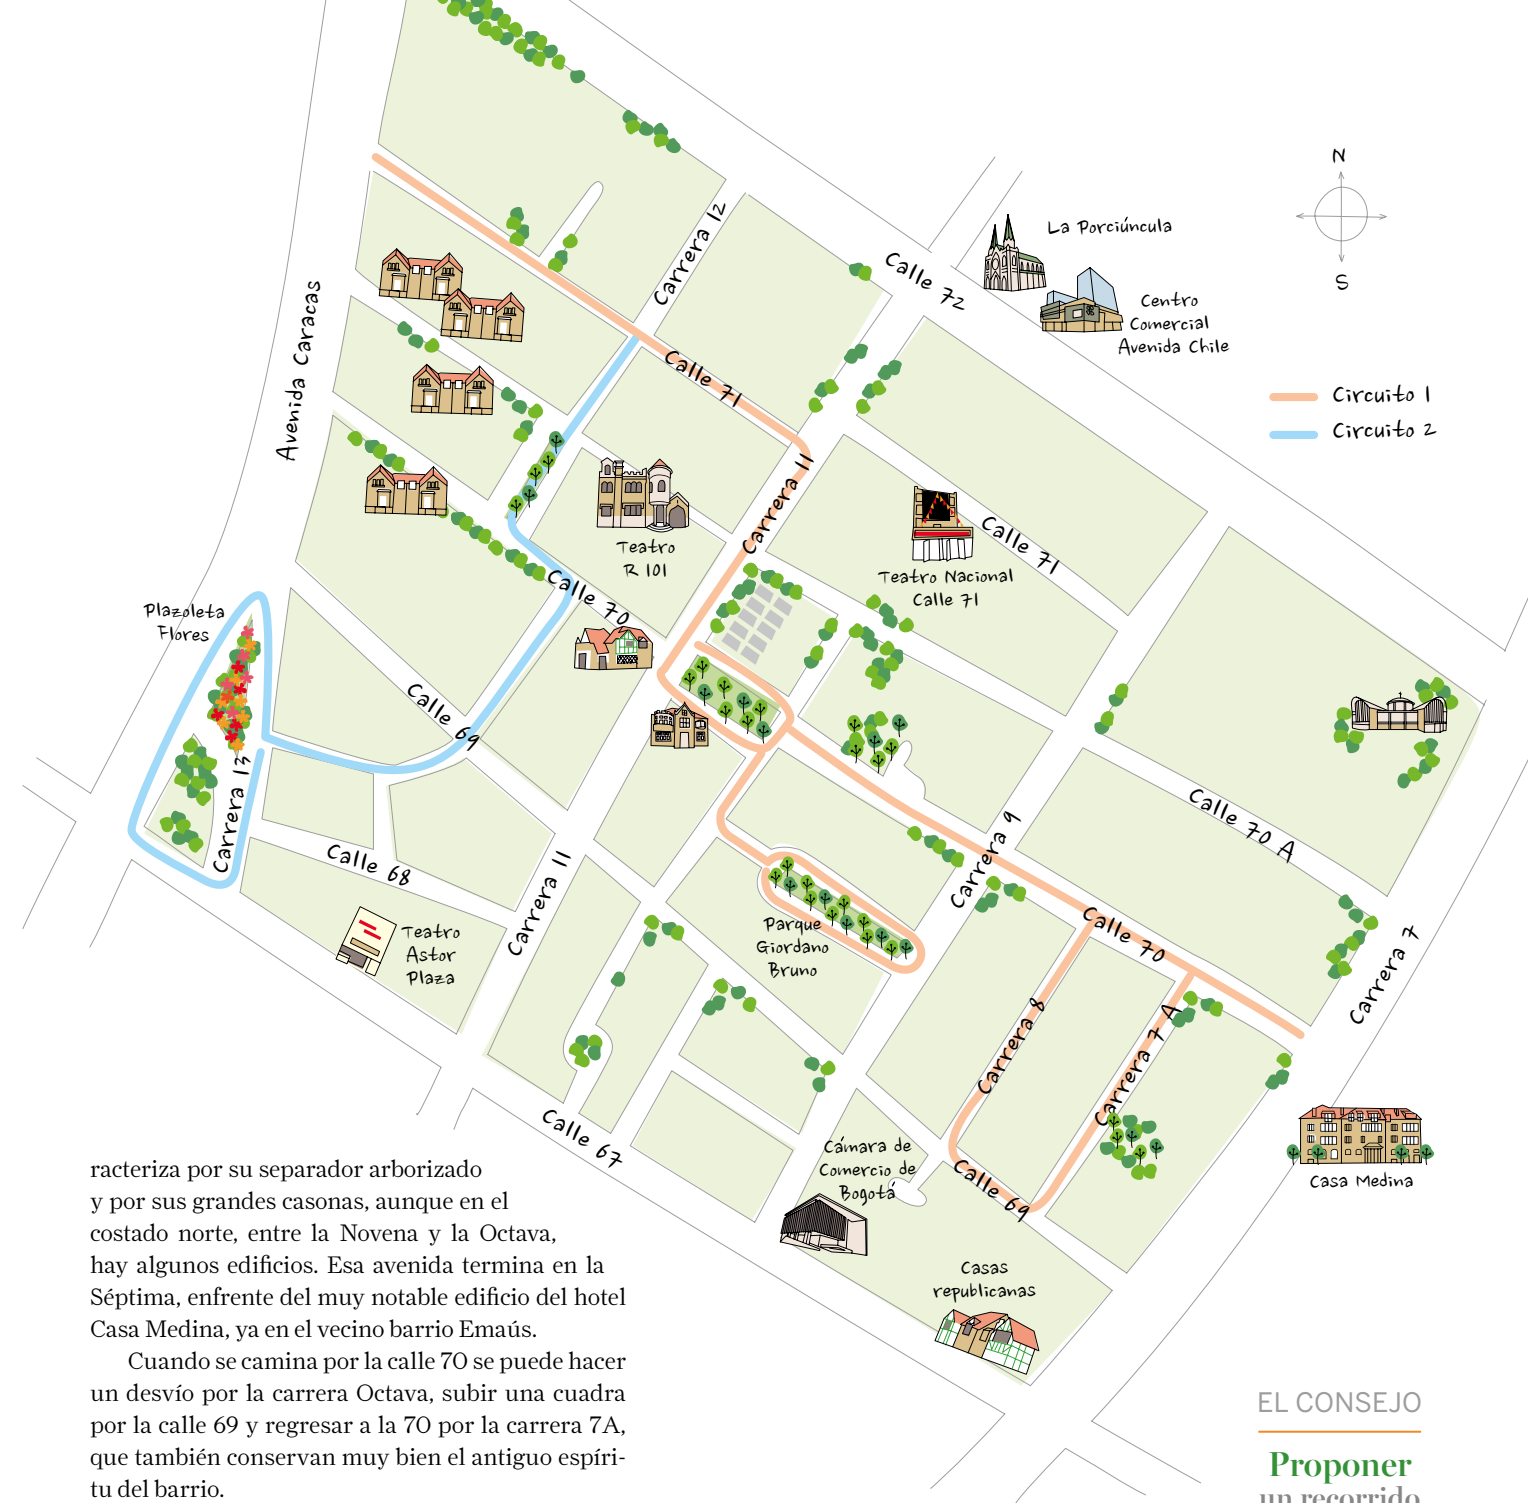 N
S
La Porciúncula
Centro
Comercial
Avenida Chile
Circuito 1
Circuito 2
Calle 72
Carrera 12
Avenida Caracas
Calle 71
Carrera 11
Teatro
R 101
Teatro Nacional
Calle 71
Calle 71
Calle 70
Plazoleta
Flores
Calle 69
Carrera 13
Calle 68
Carrera 11
Teatro
Astor
Plaza
Parque
Giordano
Bruno
Carrera 9
Calle 70 A
Calle 70
Carrera 7
Carrera 8
Carrera 7 A
Calle 69
Calle 67
Cámara de
Comercio de
Bogotá
Casas
republicanas
Casa Medina
racteriza por su separador arborizado
y por sus grandes casonas, aunque en el
costado norte, entre la Novena y la Octava,
hay algunos edificios. Esa avenida termina en la
Séptima, enfrente del muy notable edificio del hotel
Casa Medina, ya en el vecino barrio Emaús.
Cuando se camina por la calle 70 se puede hacer
un desvío por la carrera Octava, subir una cuadra
por la calle 69 y regresar a la 70 por la carrera 7A,
que también conservan muy bien el antiguo espíri-
tu del barrio.
EL CONSEJO
Proponer
un recorrido